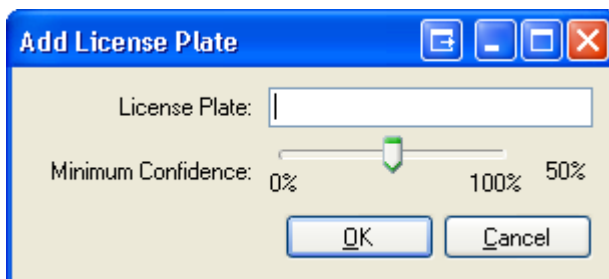 Add License Plate
License Plate:
Minimum Confidence:
0%
100%
50%
OK
Cancel